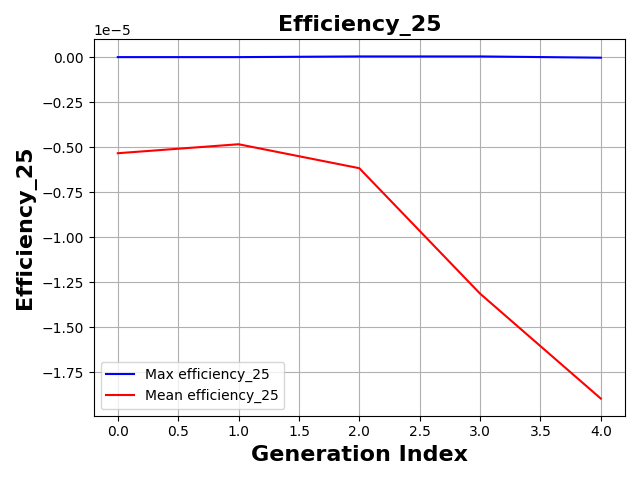 Efficiency_25
1e−5
0.00
−0.25
−0.50
−0.75
−1.00
−1.25
−1.50
−1.75
Efficiency_25
Max efficiency_25
Mean efficiency_25
0.0 0.5 1.0 1.5 2.0 2.5 3.0 3.5 4.0
Generation Index